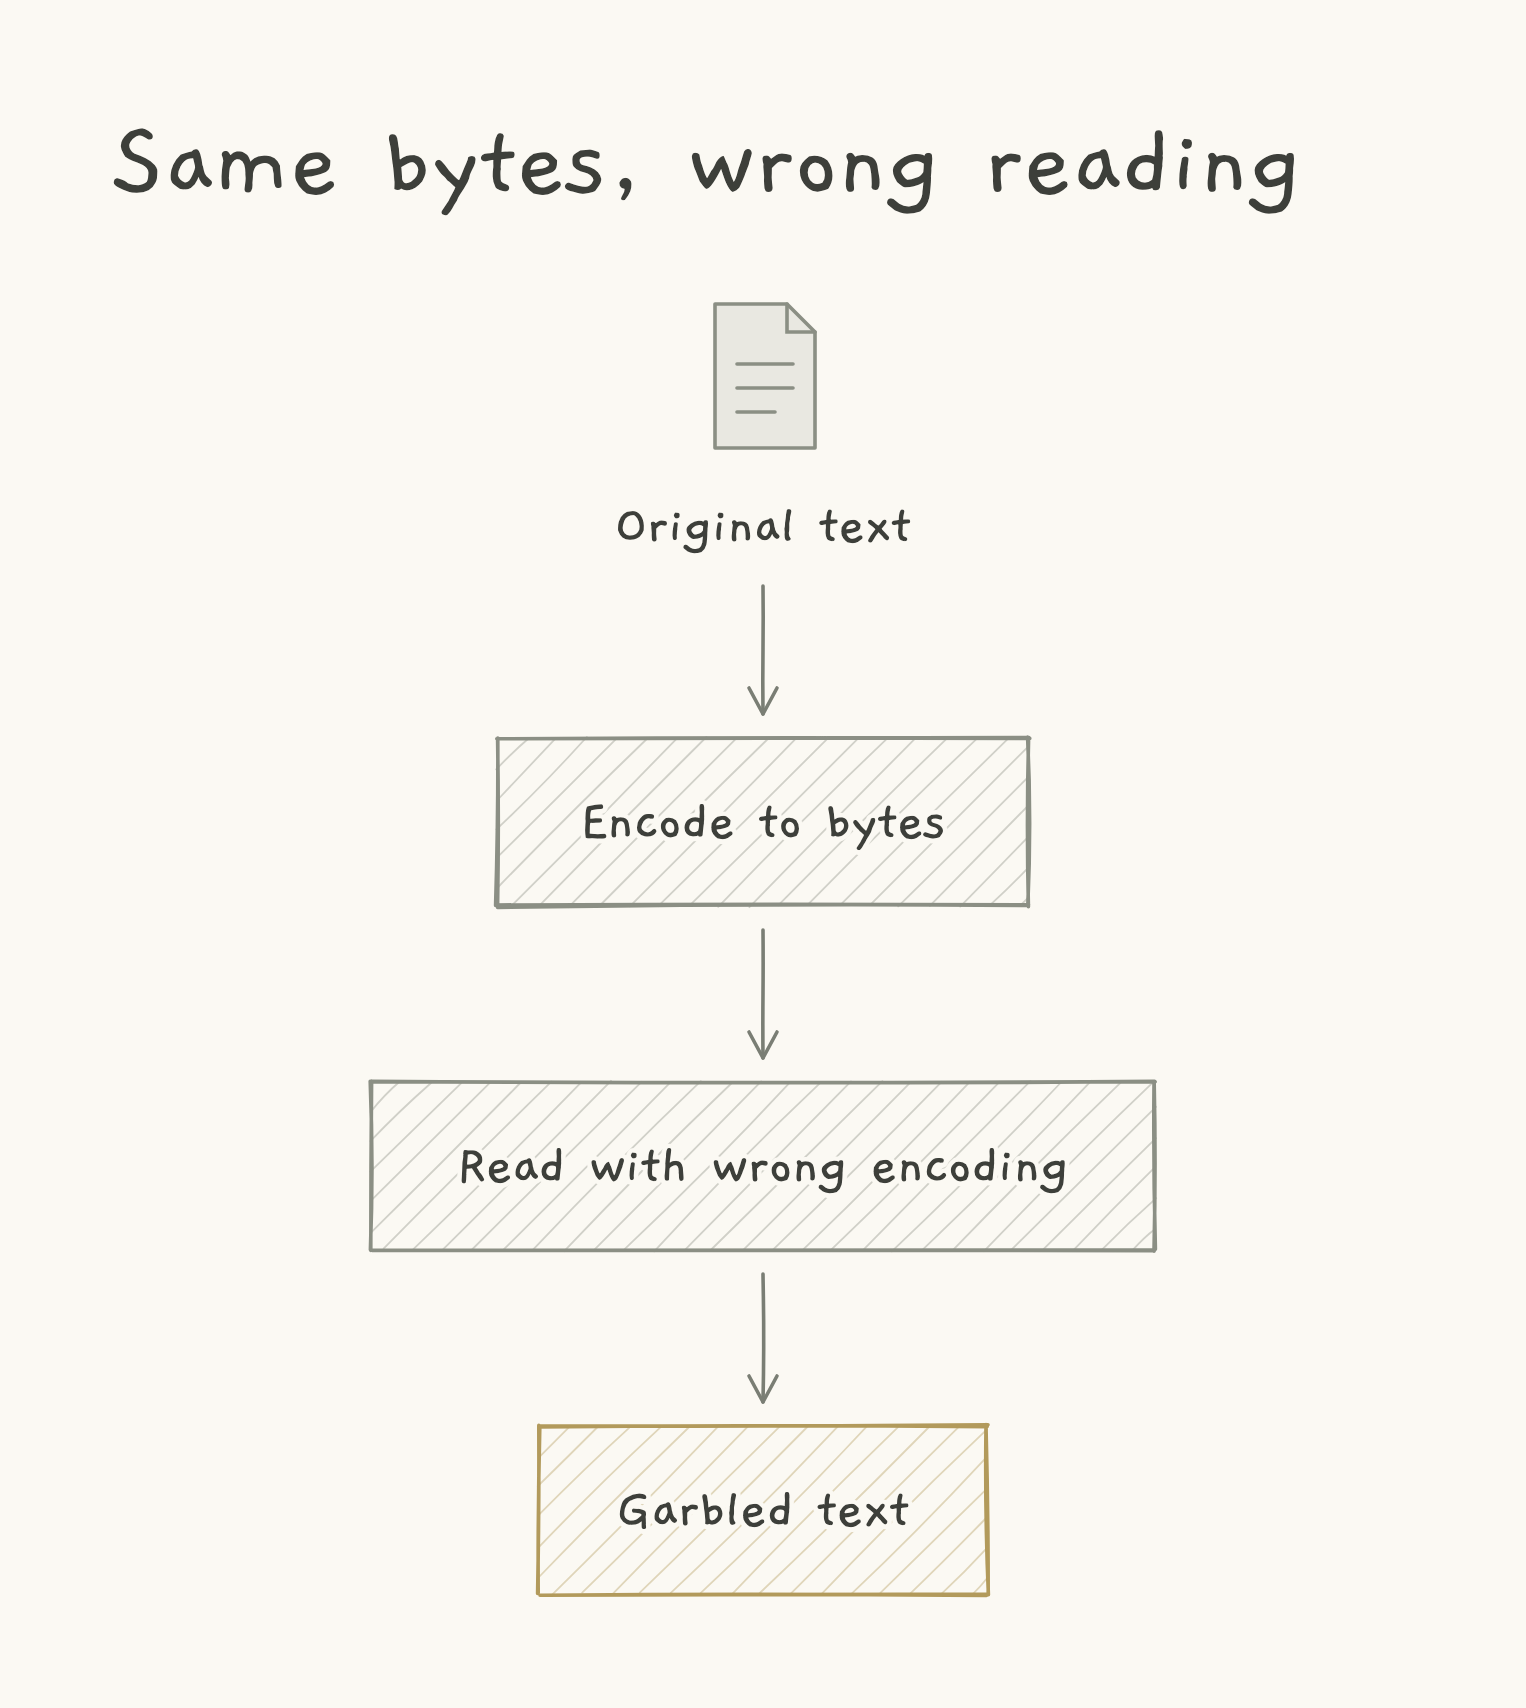 Same bytes, wrong reading
Original text
Encode to bytes
Read with wrong encoding
Garbled text